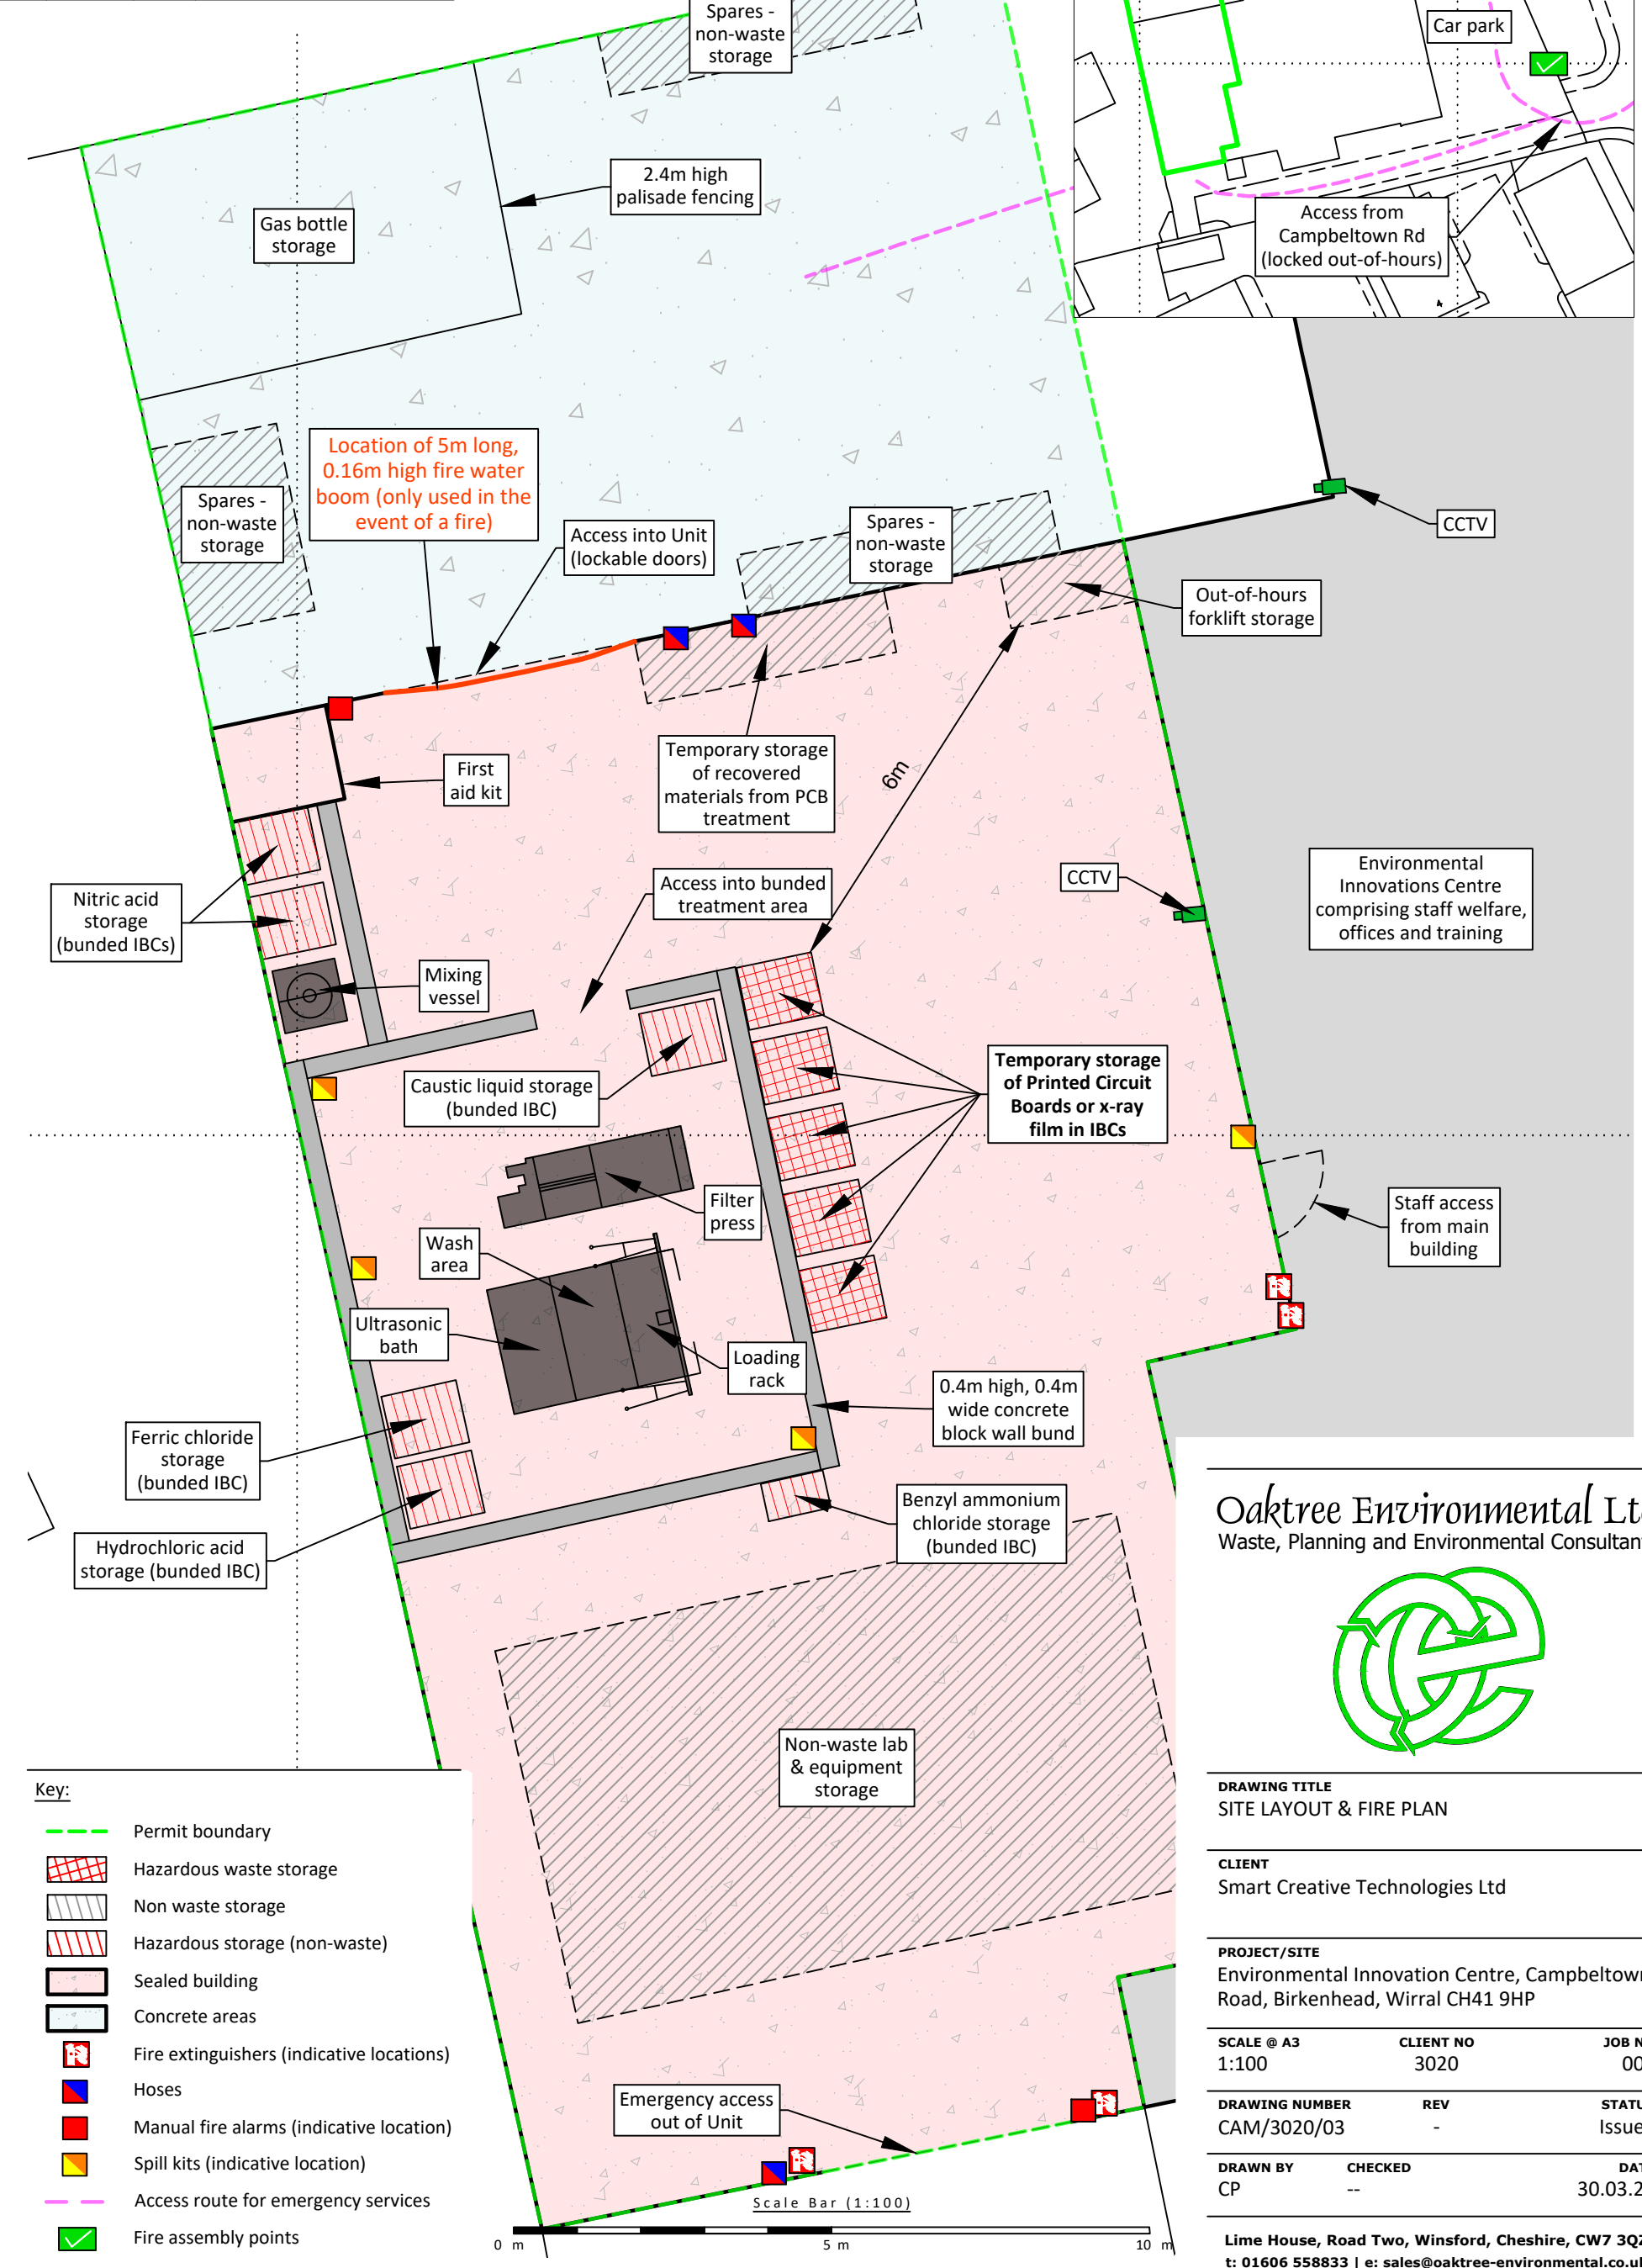 Spares -
non-waste
storage
Car park
2.4m high
palisade fencing
Gas bottle
storage
Access from
Campbeltown Rd
(locked out-of-hours)
Location of 5m long,
0.16m high fire water
boom (only used in the
event of a fire)
Spares -
non-waste
storage
Access into Unit
(lockable doors)
Spares -
non-waste
storage
CCTV
Out-of-hours
forklift storage
First
aid kit
Temporary storage
of recovered
materials from PCB
treatment
6m
Nitric acid
storage
(bunded IBCs)
Access into bunded
treatment area
CCTV
Environmental
Innovations Centre
comprising staff welfare,
offices and training
Mixing
vessel
Caustic liquid storage
(bunded IBC)
Temporary storage
of Printed Circuit
Boards or x-ray
film in IBCs
Filter
press
Staff access
from main
building
Wash
area
Ultrasonic
bath
Loading
rack
0.4m high, 0.4m
wide concrete
block wall bund
Ferric chloride
storage
(bunded IBC)
Benzyl ammonium
chloride storage
(bunded IBC)
Hydrochloric acid
storage (bunded IBC)
Non-waste lab
& equipment
storage
Emergency access
out of Unit
Key:
Permit boundary
Hazardous waste storage
Non waste storage
Hazardous storage (non-waste)
Sealed building
Concrete areas
Fire extinguishers (indicative locations)
Hoses
Manual fire alarms (indicative location)
Spill kits (indicative location)
Access route for emergency services
Fire assembly points
Scale Bar (1:100)
0 m 5 m 10 m
Oaktree Environmental Lt
Waste, Planning and Environmental Consultan
DRAWING TITLE
SITE LAYOUT & FIRE PLAN
CLIENT
Smart Creative Technologies Ltd
PROJECT/SITE
Environmental Innovation Centre, Campbeltown
Road, Birkenhead, Wirral CH41 9HP
SCALE @ A3 CLIENT NO JOB N
1:100 3020 00
DRAWING NUMBER REV STATU
CAM/3020/03 - Issue
DRAWN BY CHECKED DAT
CP -- 30.03.2
Lime House, Road Two, Winsford, Cheshire, CW7 3QZ
t: 01606 558833 | e: sales@oaktree-environmental.co.uk